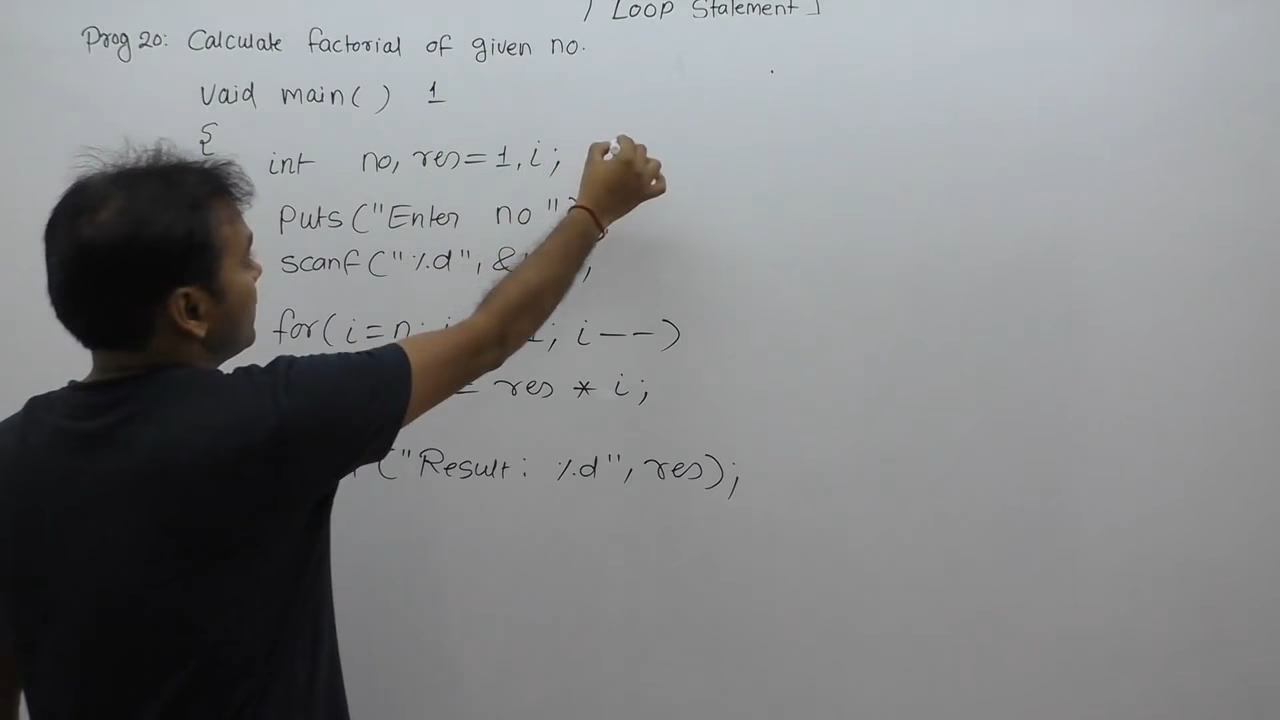 Loop Statement ]
Prog 20: Calculate factorial of given no.
Void main( ) 1
{
int no, res=1, i;
puts("Enter no"
scanf("%d", &
for(i=n; i--)
= res * i;
("Result: %d", res);